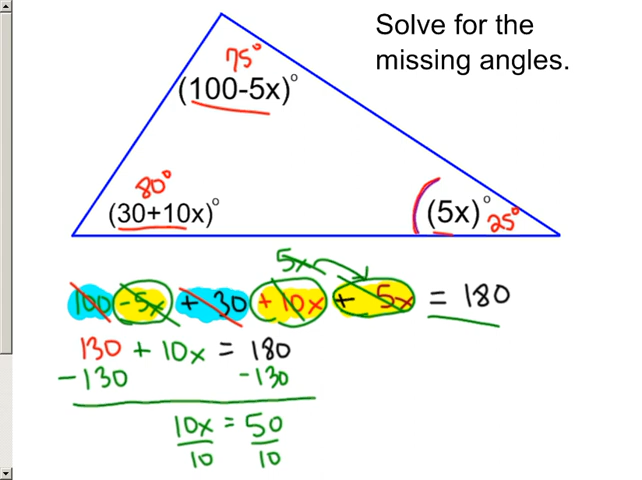 Solve for the
missing angles.
75°
(100-5x)°
80°
(30+10x)°
(5x)°
25°
5x
100 -5x + 30 +10x + 5x = 180
130 + 10x = 180
-130 -130
10x = 50
10 10